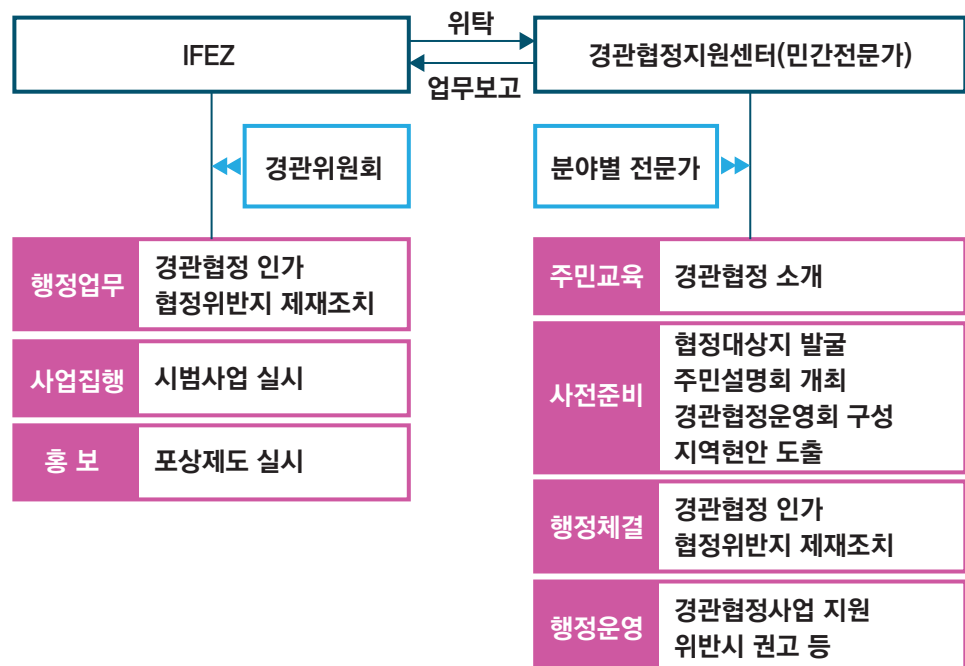 IFEZ
위탁
업무보고
경관협정지원센터(민간전문가)
경관위원회
분야별 전문가
행정업무
경관협정 인가
협정위반지 제재조치
사업집행
시범사업 실시
홍 보
포상제도 실시
주민교육
경관협정 소개
사전준비
협정대상지 발굴
주민설명회 개최
경관협정운영회 구성
지역현안 도출
행정체결
경관협정 인가
협정위반지 제재조치
행정운영
경관협정사업 지원
위반시 권고 등